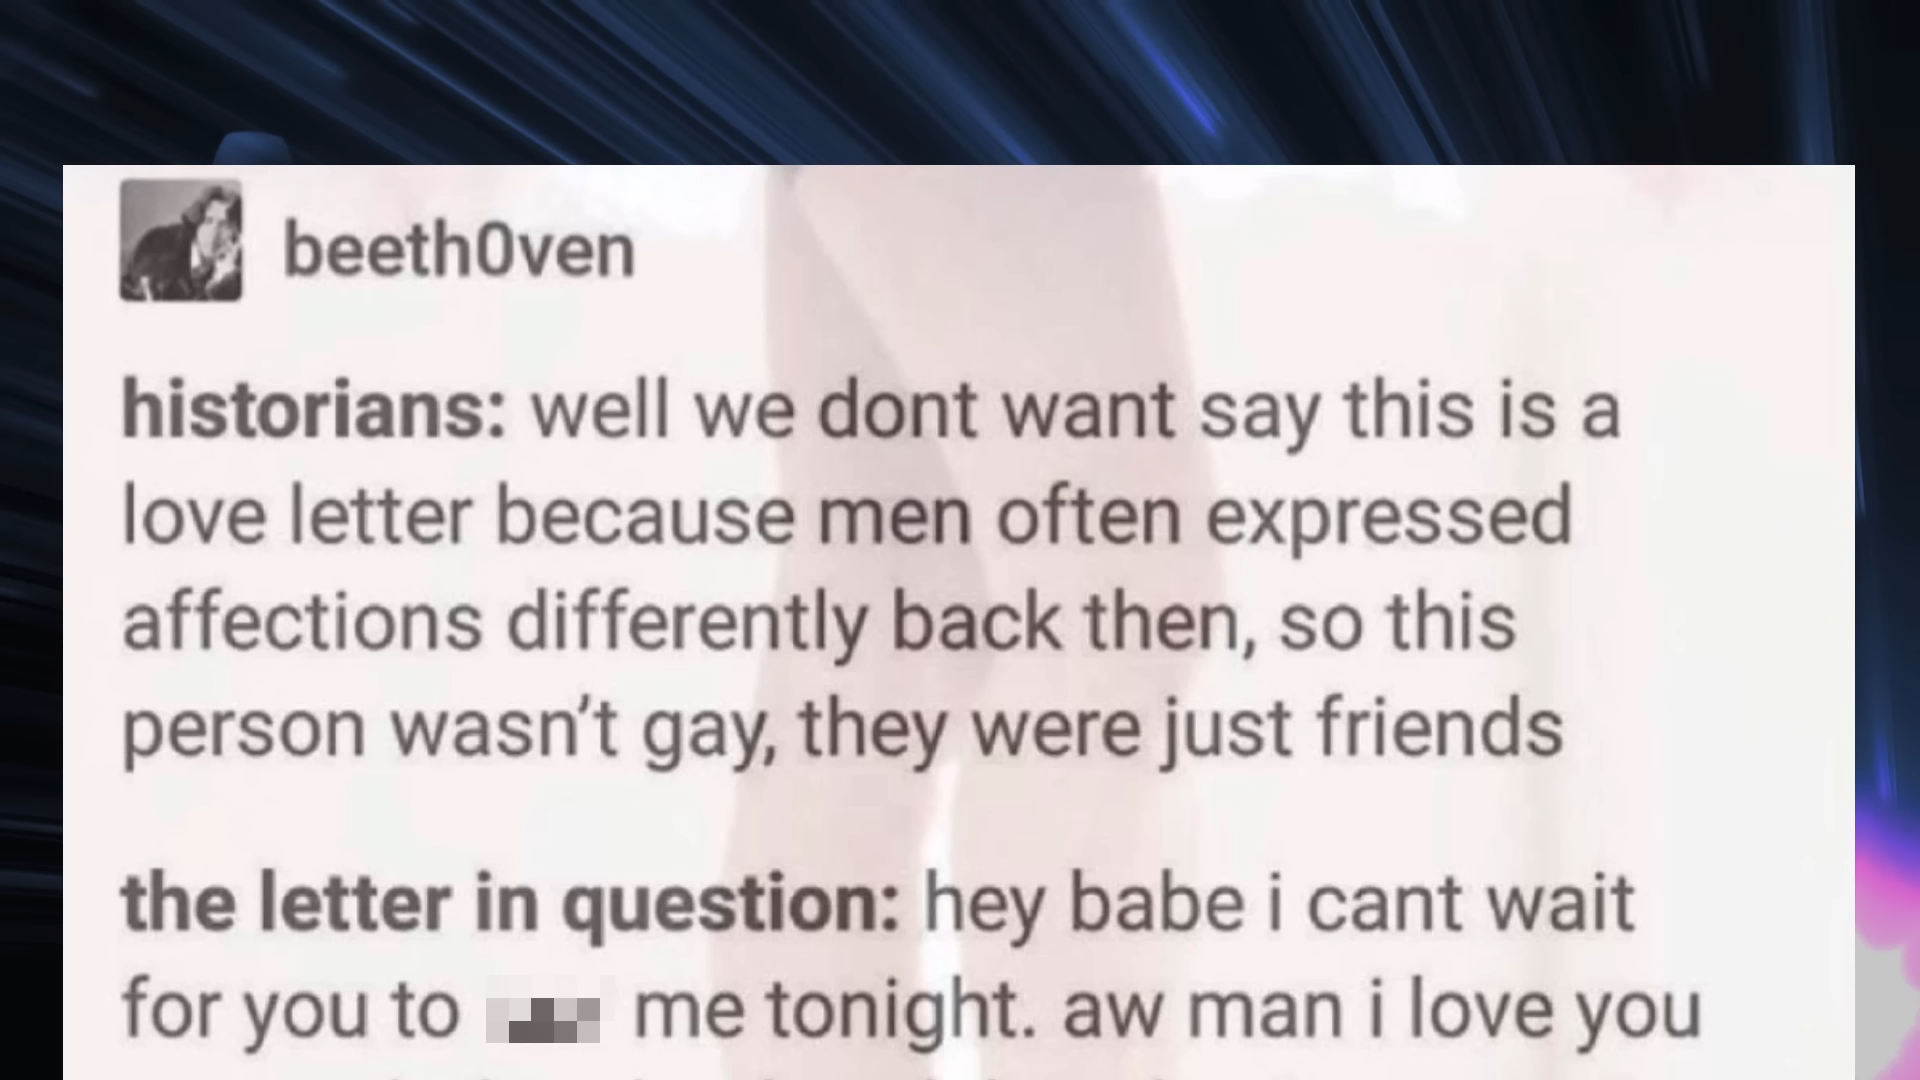 beeth0ven
historians: well we dont want say this is a
love letter because men often expressed
affections differently back then, so this
person wasn’t gay, they were just friends
the letter in question: hey babe i cant wait
for you to me tonight. aw man i love you